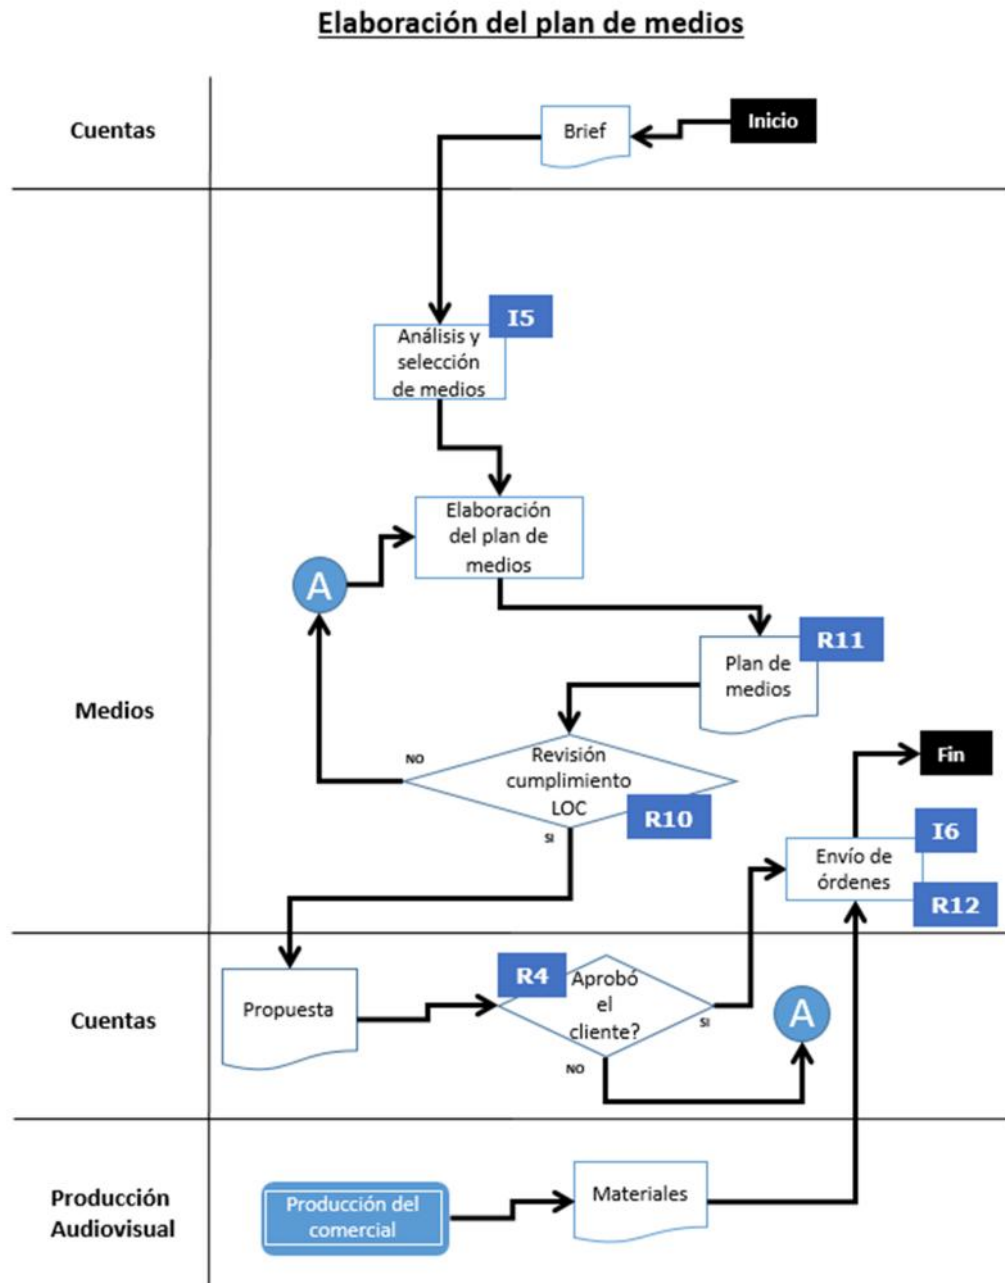 Elaboración del plan de medios
Cuentas
Brief
Inicio
Medios
I5
Análisis y
selección
de medios
Elaboración
del plan de
medios
A
R11
Plan de
medios
NO
Revisión
cumplimiento
LOC
R10
SI
Fin
I6
Envío de
órdenes
R12
Cuentas
Propuesta
R4
Aprobó
el
cliente?
SI
NO
A
Producción
Audiovisual
Producción del
comercial
Materiales